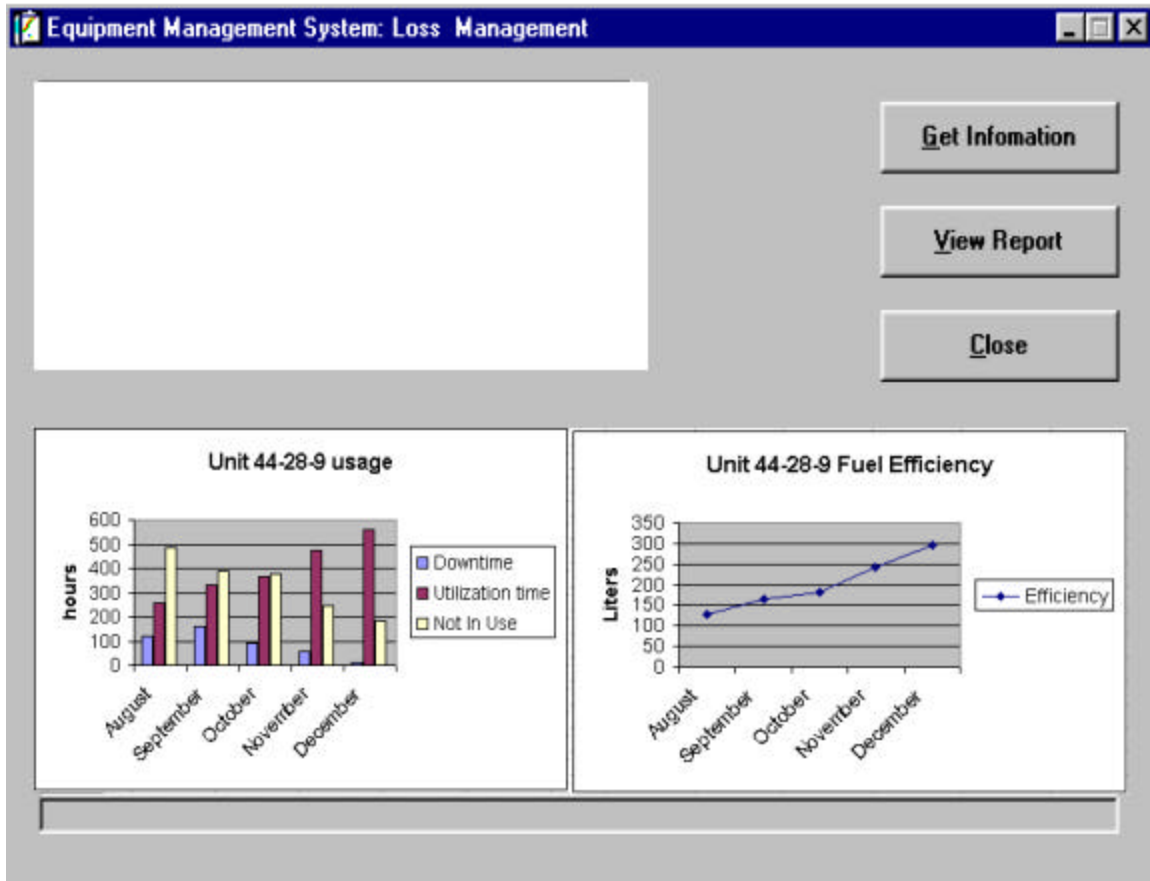 Equipment Management System: Loss Management
Get Infomation
View Report
Close
Unit 44-28-9 usage
600
500
400
300
200
100
0
hours
August
September
October
November
December
Downtime
Utilization time
Not In Use
Unit 44-28-9 Fuel Efficiency
350
300
250
200
150
100
50
0
Liters
August
September
October
November
December
Efficiency